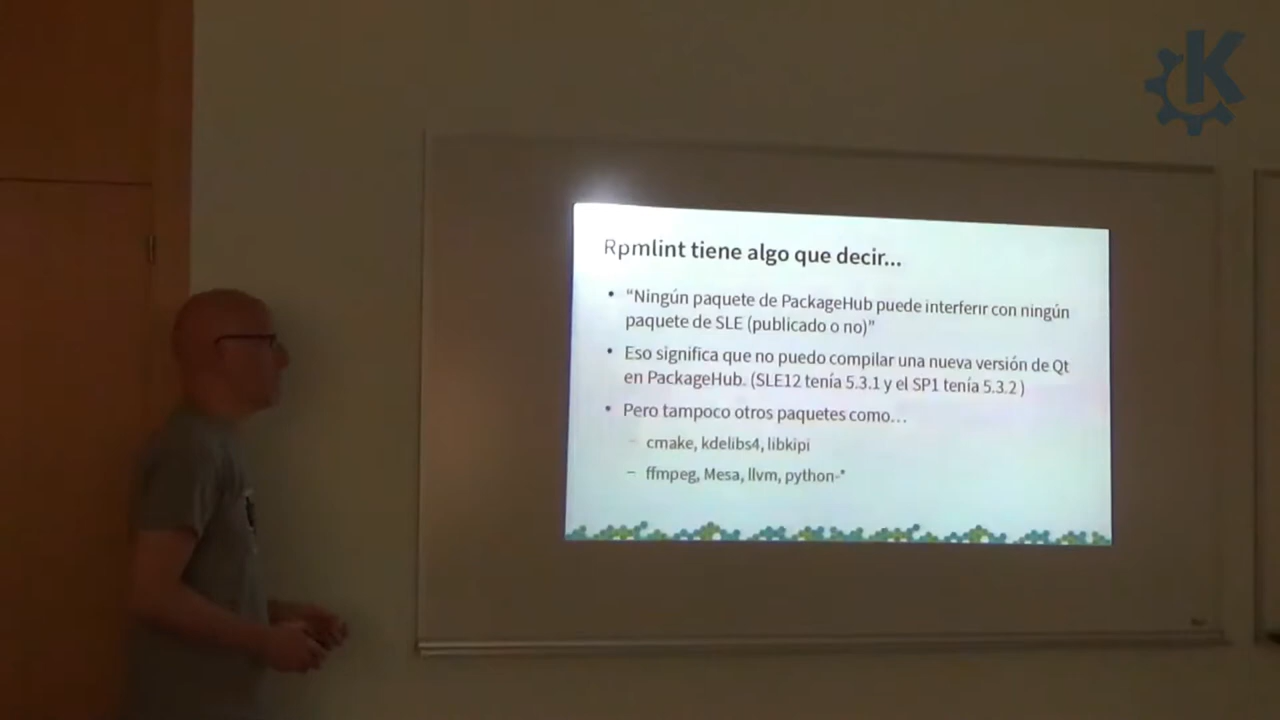 Rpmlint tiene algo que decir...
• “Ningún paquete de PackageHub puede interferir con ningún
paquete de SLE (publicado o no)”
• Eso significa que no puedo compilar una nueva versión de Qt
en PackageHub. (SLE12 tenía 5.3.1 y el SP1 tenía 5.3.2 )
• Pero tampoco otros paquetes como…
– cmake, kdelibs4, libkipi
– ffmpeg, Mesa, llvm, python-*
K